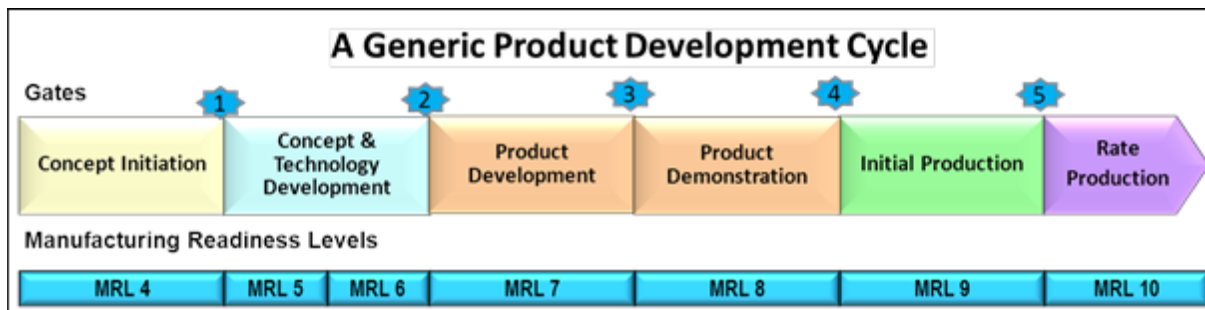 A Generic Product Development Cycle
Gates
1
2
3
4
5
Concept Initiation
Concept &
Technology
Development
Product
Development
Product
Demonstration
Initial Production
Rate
Production
Manufacturing Readiness Levels
MRL 4
MRL 5
MRL 6
MRL 7
MRL 8
MRL 9
MRL 10